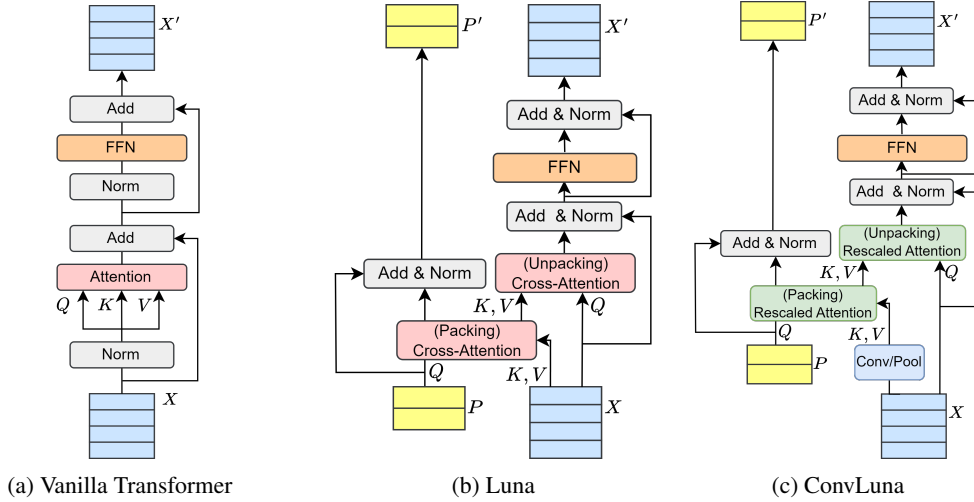 X′
Add
FFN
Norm
Add
Attention
Q K V
Norm
X
(a) Vanilla Transformer
P′
X′
Add & Norm
FFN
Add & Norm
Add & Norm
(Unpacking)
Cross-Attention
K, V
Q
(Packing)
Cross-Attention
Q
K, V
P
X
(b) Luna
P′
X′
Add & Norm
FFN
Add & Norm
Add & Norm
(Unpacking)
Rescaled Attention
K, V
Q
(Packing)
Rescaled Attention
Q
K, V
Conv/Pool
P
X
(c) ConvLuna